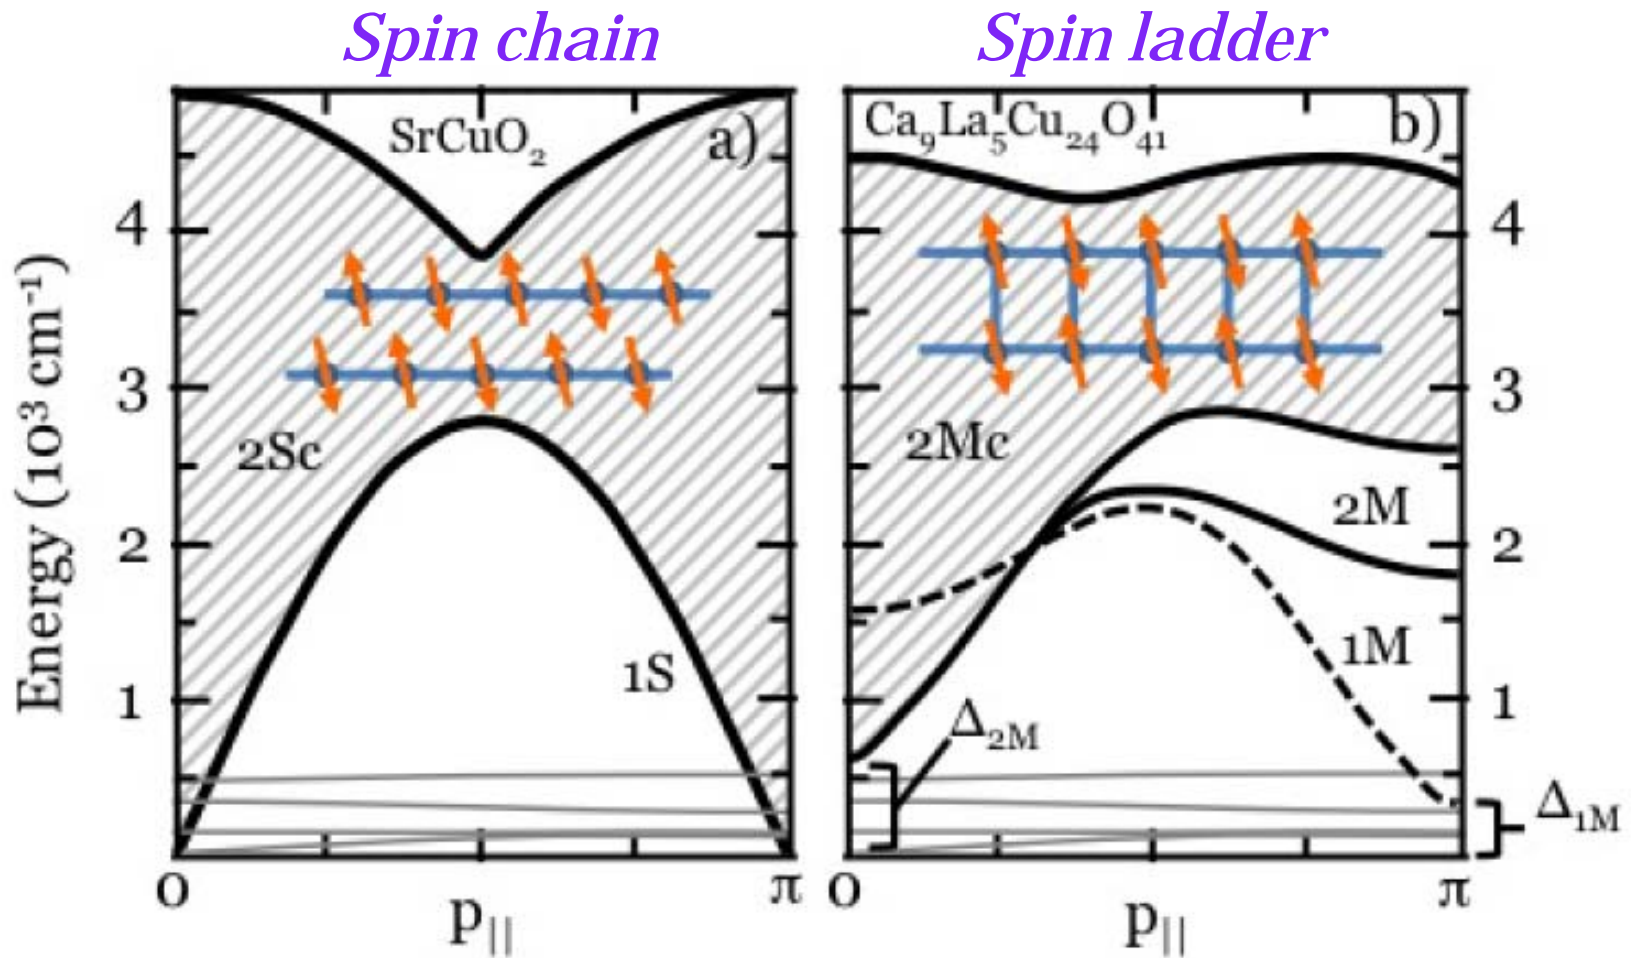 Spin chain
Spin ladder
SrCuO₂
a)
Ca₉La₅Cu₂₄O₄₁
b)
Energy (10³ cm⁻¹)
4
3
2
1
2Sc
1S
0
π
p||
2Mc
2M
1M
Δ₂M
Δ₁M
4
3
2
1
0
π
p||